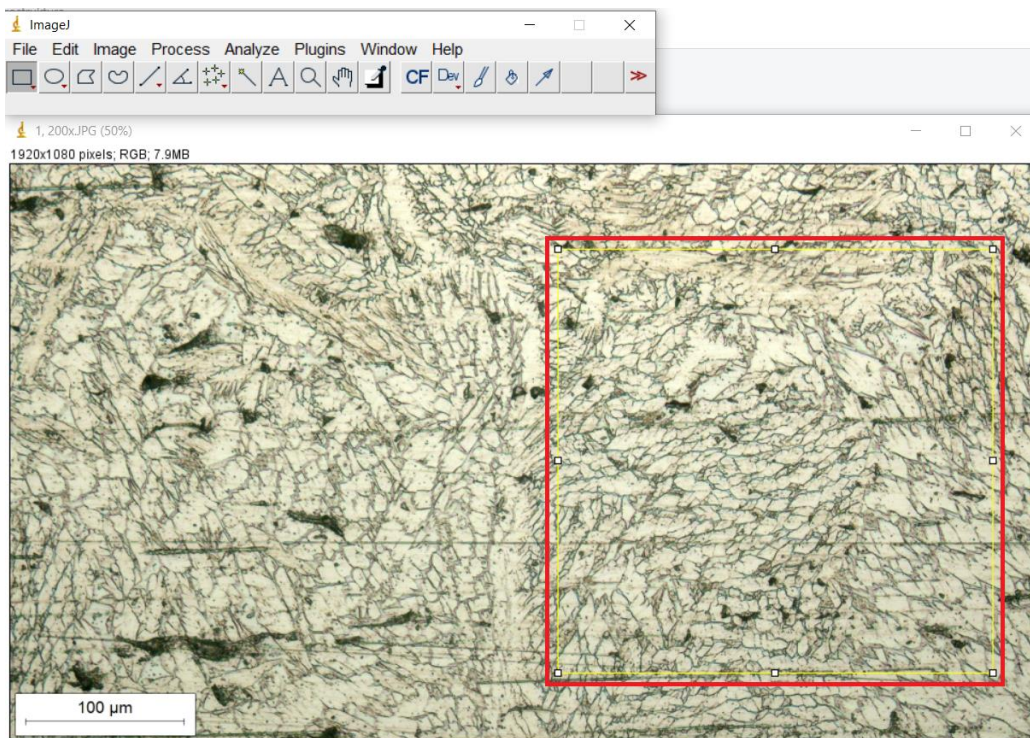 ImageJ
File Edit Image Process Analyze Plugins Window Help
A CF Dev
1, 200x.JPG (50%)
1920x1080 pixels; RGB; 7.9MB
100 µm